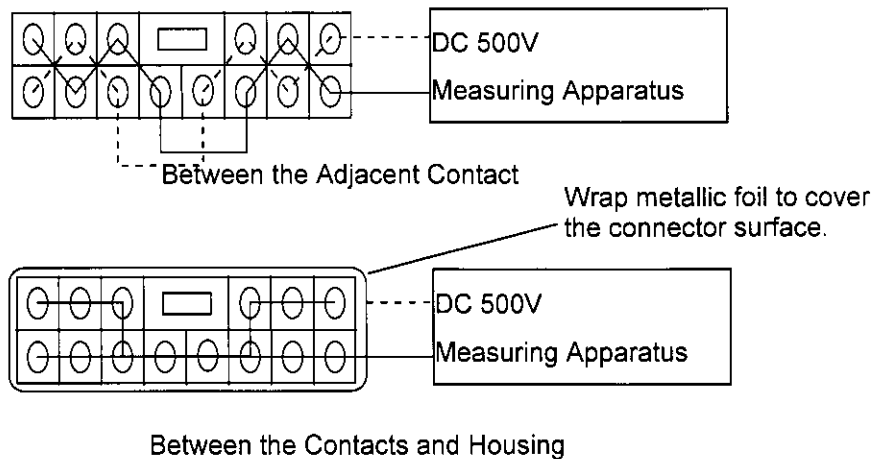 DC 500V
Measuring Apparatus
Between the Adjacent Contact
Wrap metallic foil to cover
the connector surface.
DC 500V
Measuring Apparatus
Between the Contacts and Housing